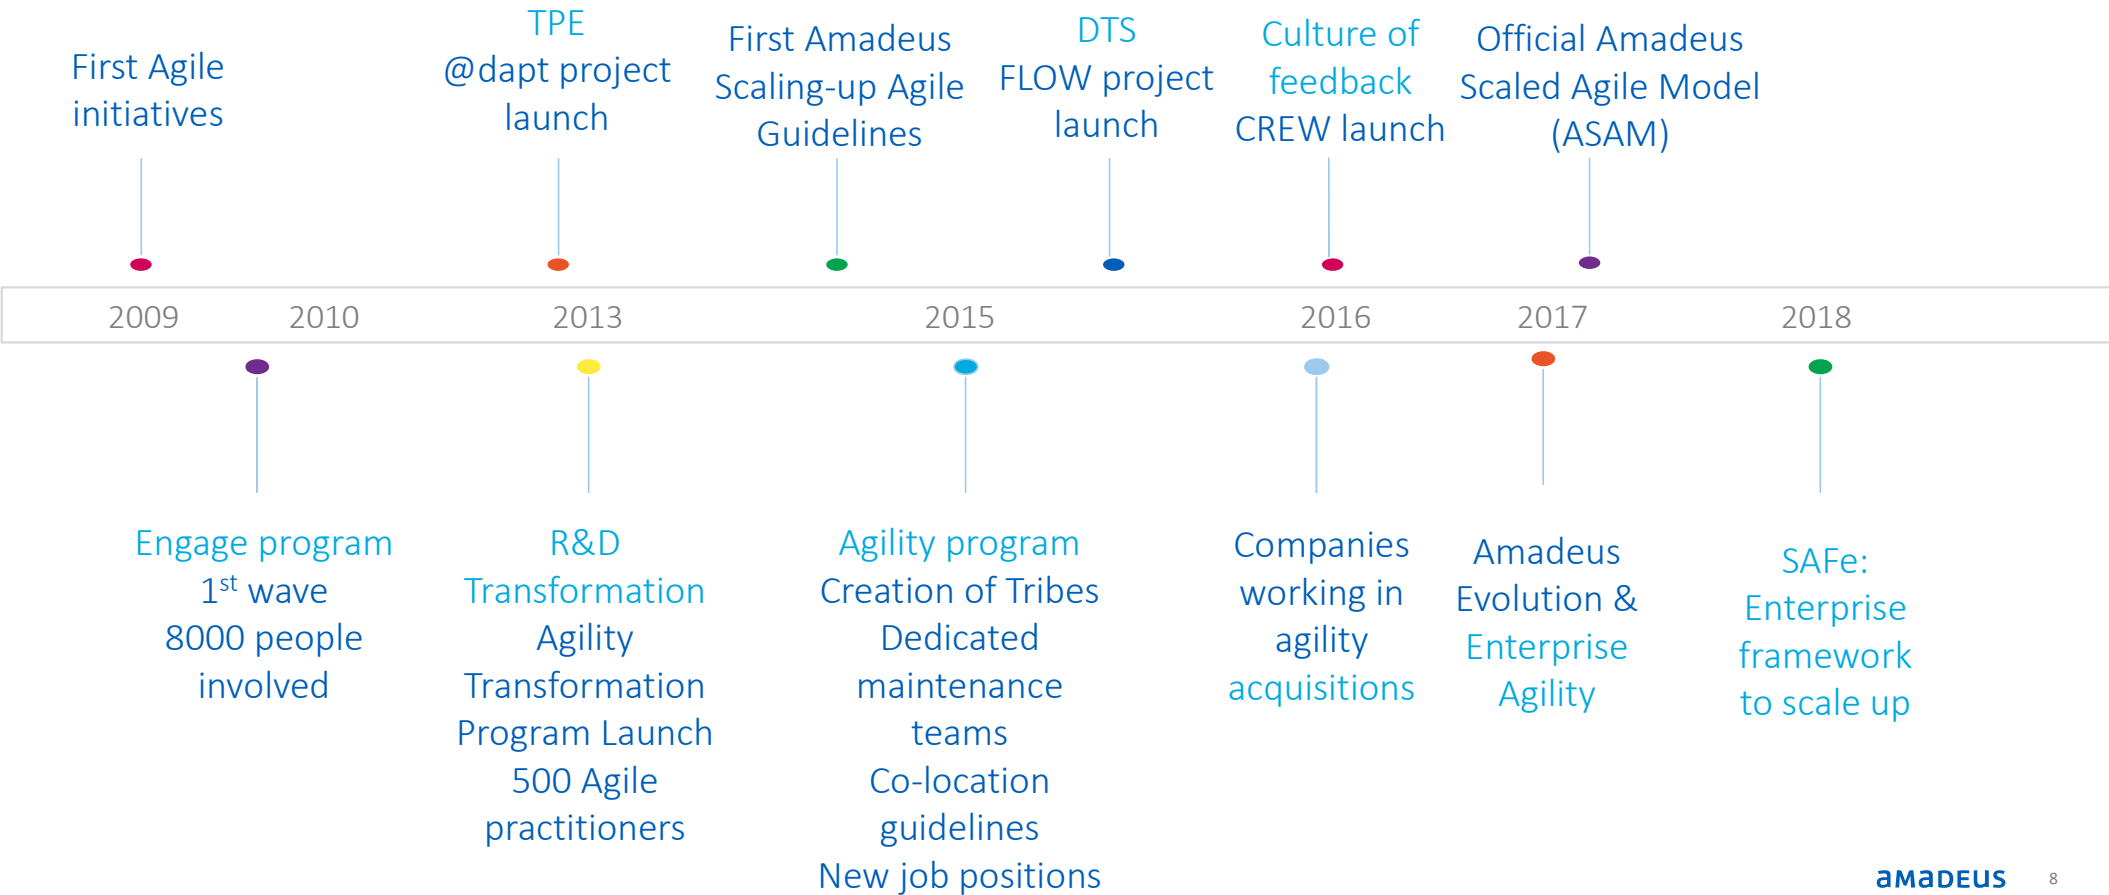 First Agile
initiatives
TPE
@dapt project
launch
First Amadeus
Scaling-up Agile
Guidelines
DTS
FLOW project
launch
Culture of
feedback
CREW launch
Official Amadeus
Scaled Agile Model
(ASAM)
2009 2010 2013 2015 2016 2017 2018
Engage program
1st wave
8000 people
involved
R&D
Transformation
Agility
Transformation
Program Launch
500 Agile
practitioners
Agility program
Creation of Tribes
Dedicated
maintenance
teams
Co-location
guidelines
New job positions
Companies
working in
agility
acquisitions
Amadeus
Evolution &
Enterprise
Agility
SAFe:
Enterprise
framework
to scale up
aMaDEUS 8